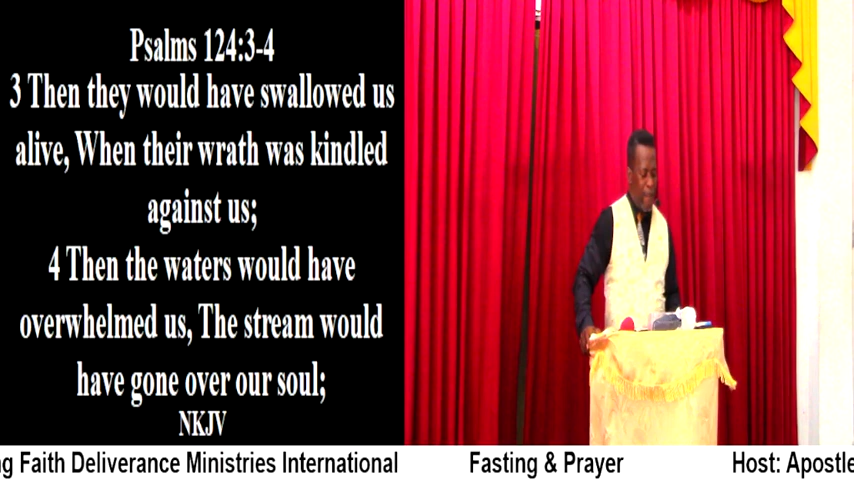 Psalms 124:3-4
3 Then they would have swallowed us
alive, When their wrath was kindled
against us;
4 Then the waters would have
overwhelmed us, The stream would
have gone over our soul;
NKJV
ng Faith Deliverance Ministries International Fasting & Prayer Host: Apostle